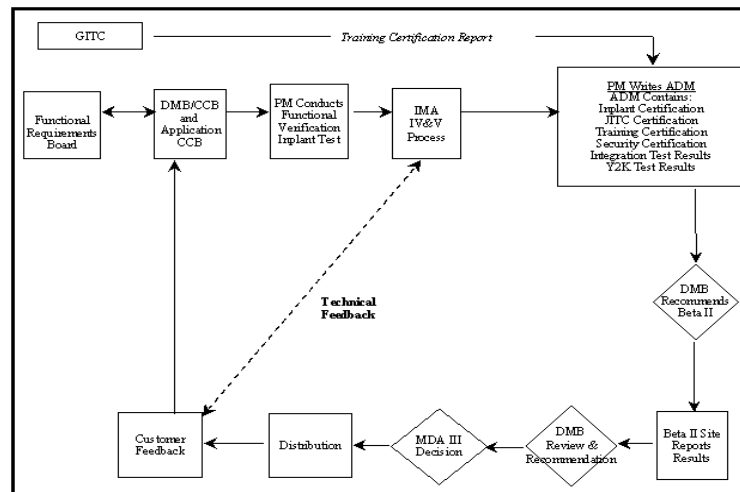 GITC
Training Certification Report
Functional
Requirements
Board
DMB/CCB
and
Application
CCB
PM Conducts
Functional
Verification
Inplant Test
IMA
IV&V
Process
PM Writes ADM
ADM Contains:
Inplant Certification
JITC Certification
Training Certification
Security Certification
Integration Test Results
Y2K Test Results
DMB
Recommends
Beta II
Technical
Feedback
Customer
Feedback
Distribution
MDA III
Decision
DMB
Review &
Recommendation
Beta II Site
Reports
Results